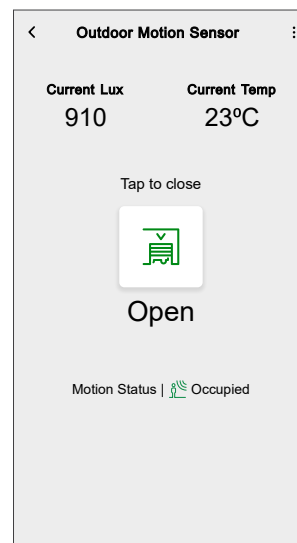 Outdoor Motion Sensor
Current Lux
Current Temp
910
23ºC
Tap to close
Open
Motion Status | Occupied